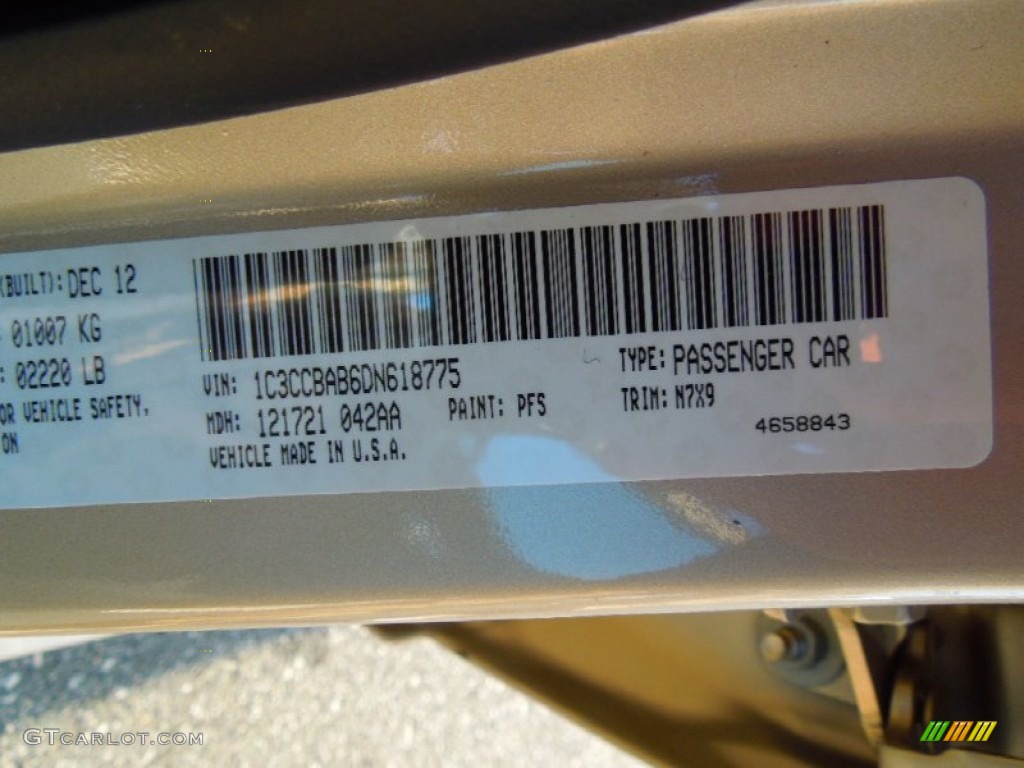 (BUILT): DEC 12
01007 KG
: 02220 LB
OR VEHICLE SAFETY,
ON
VIN: 1C3CCBAB6DN618775
MDH: 121721 042AA
PAINT: PFS
VEHICLE MADE IN U.S.A.
TYPE: PASSENGER CAR
TRIM: N7X9
4658843
GTCARLOT.COM